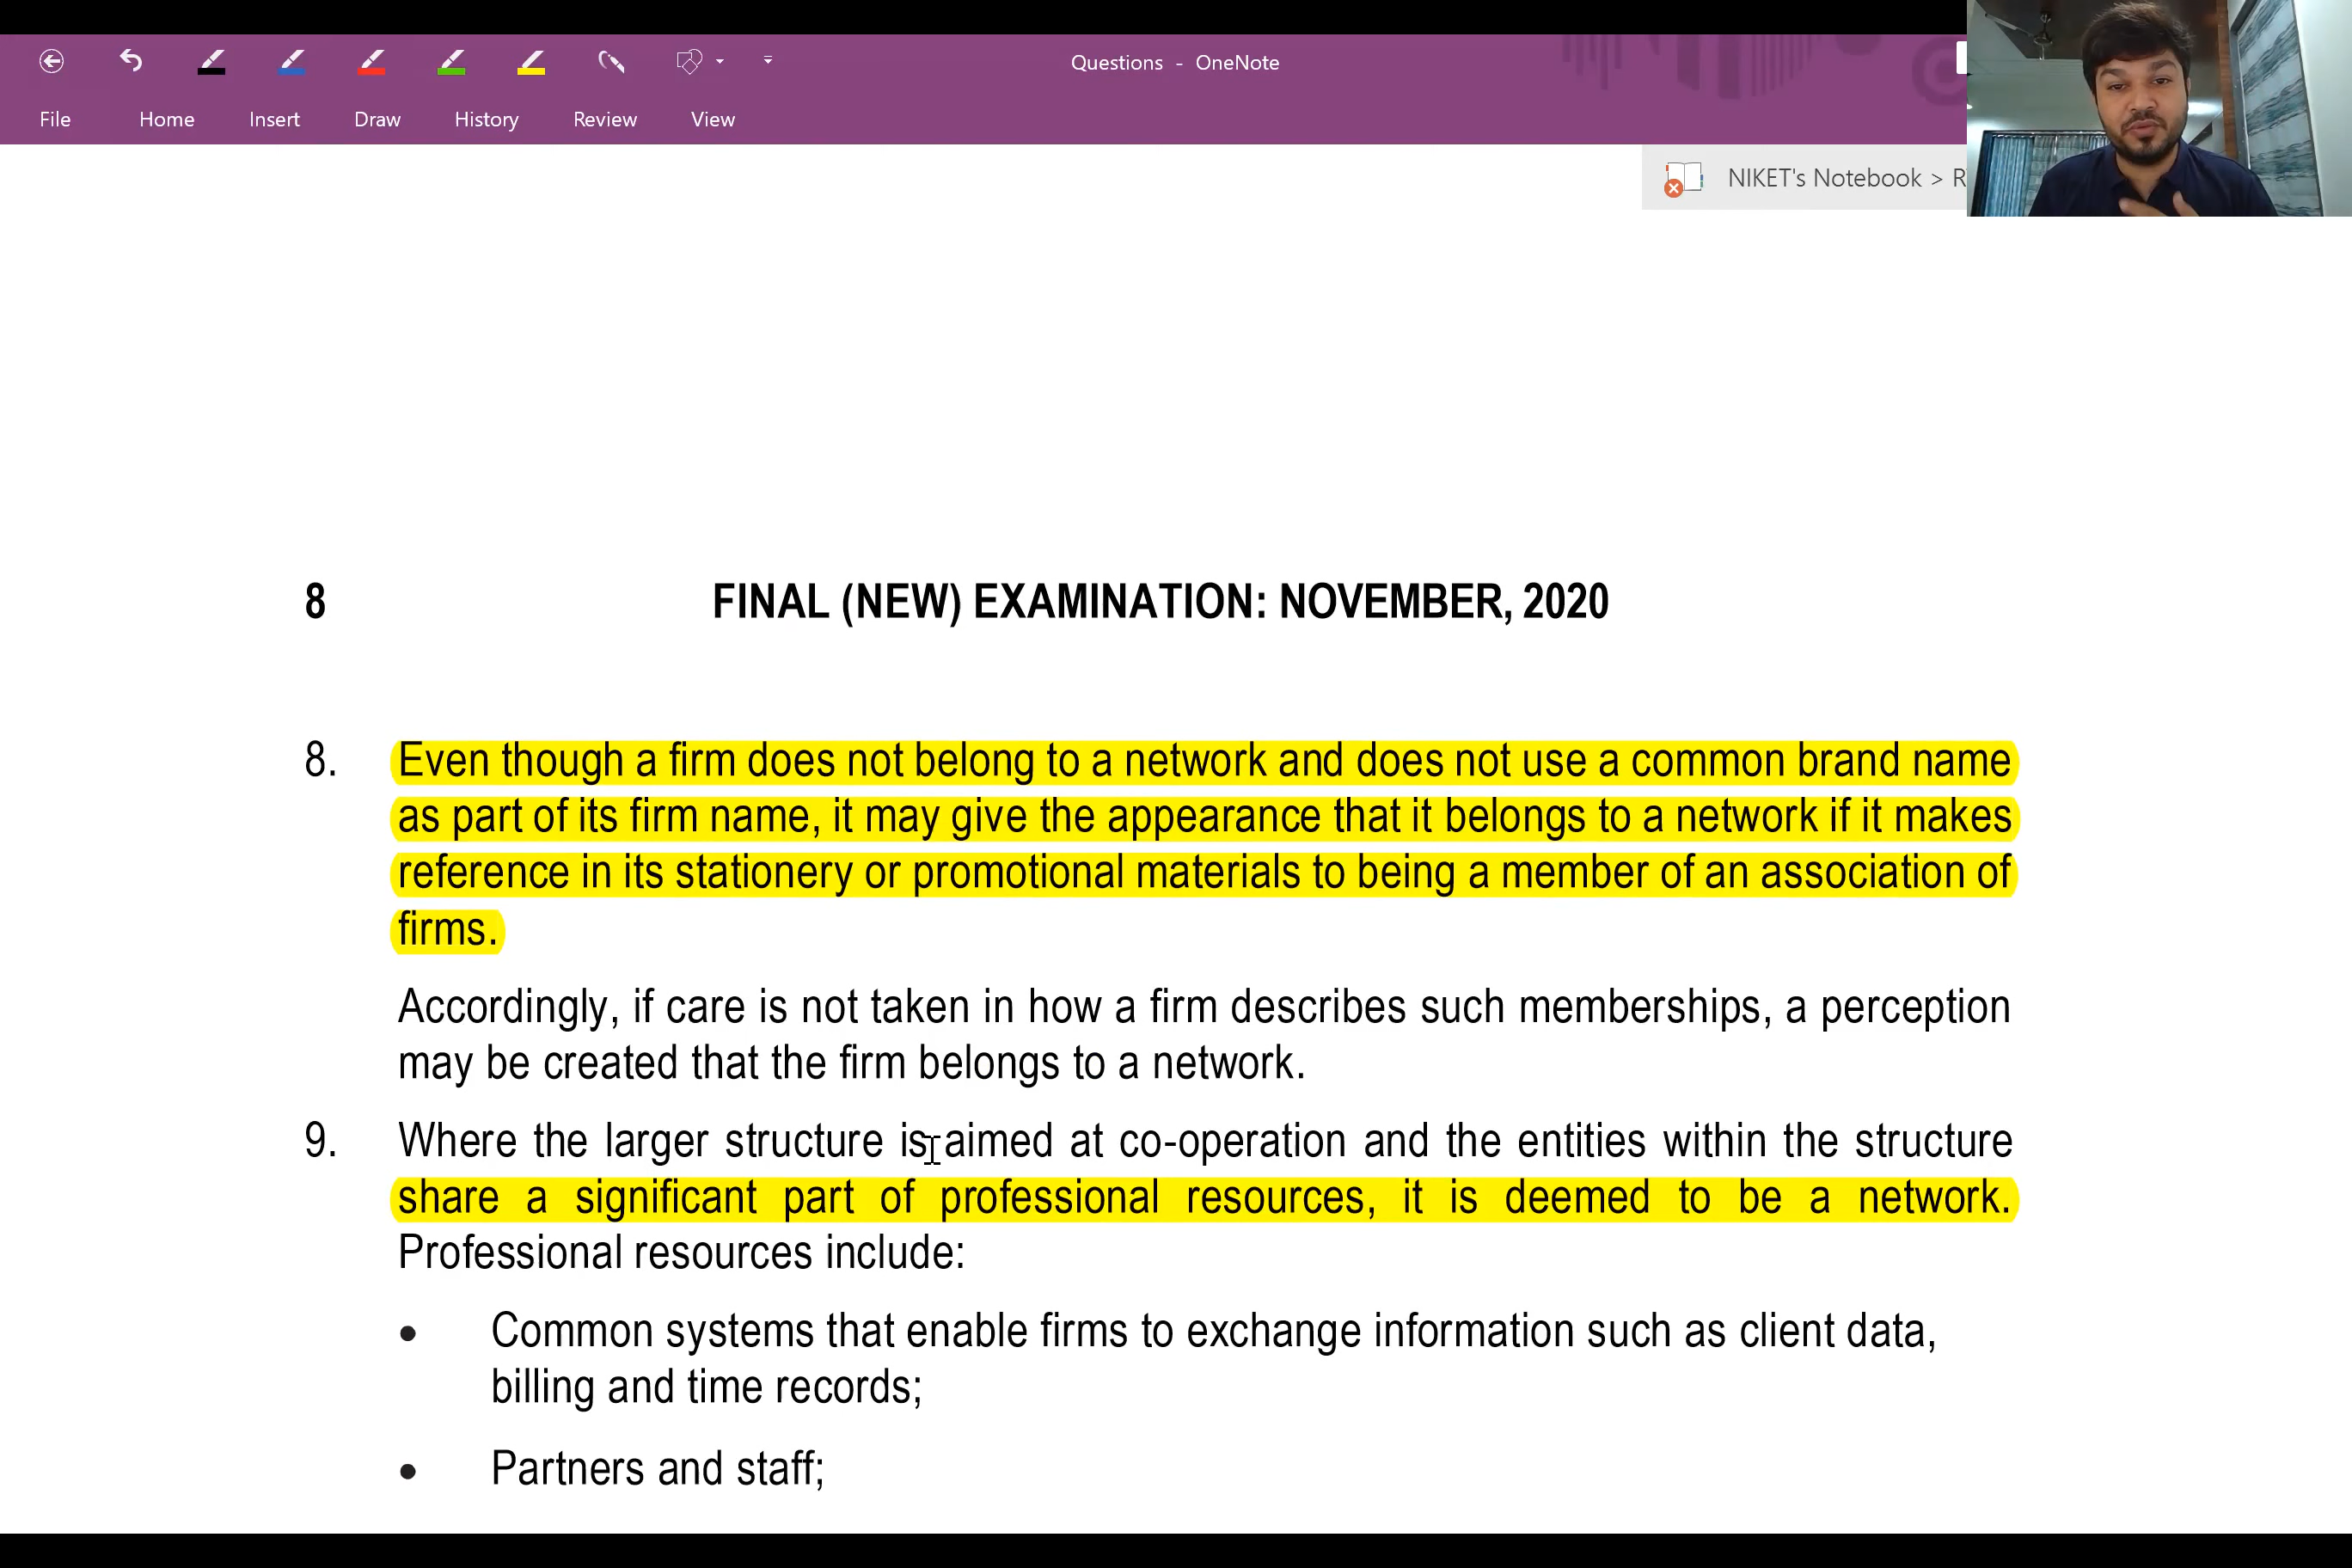 Questions - OneNote
File Home Insert Draw History Review View
NIKET's Notebook > R
8 FINAL (NEW) EXAMINATION: NOVEMBER, 2020
8. Even though a firm does not belong to a network and does not use a common brand name
as part of its firm name, it may give the appearance that it belongs to a network if it makes
reference in its stationery or promotional materials to being a member of an association of
firms.
Accordingly, if care is not taken in how a firm describes such memberships, a perception
may be created that the firm belongs to a network.
9. Where the larger structure is aimed at co-operation and the entities within the structure
share a significant part of professional resources, it is deemed to be a network.
Professional resources include:
• Common systems that enable firms to exchange information such as client data,
billing and time records;
• Partners and staff;